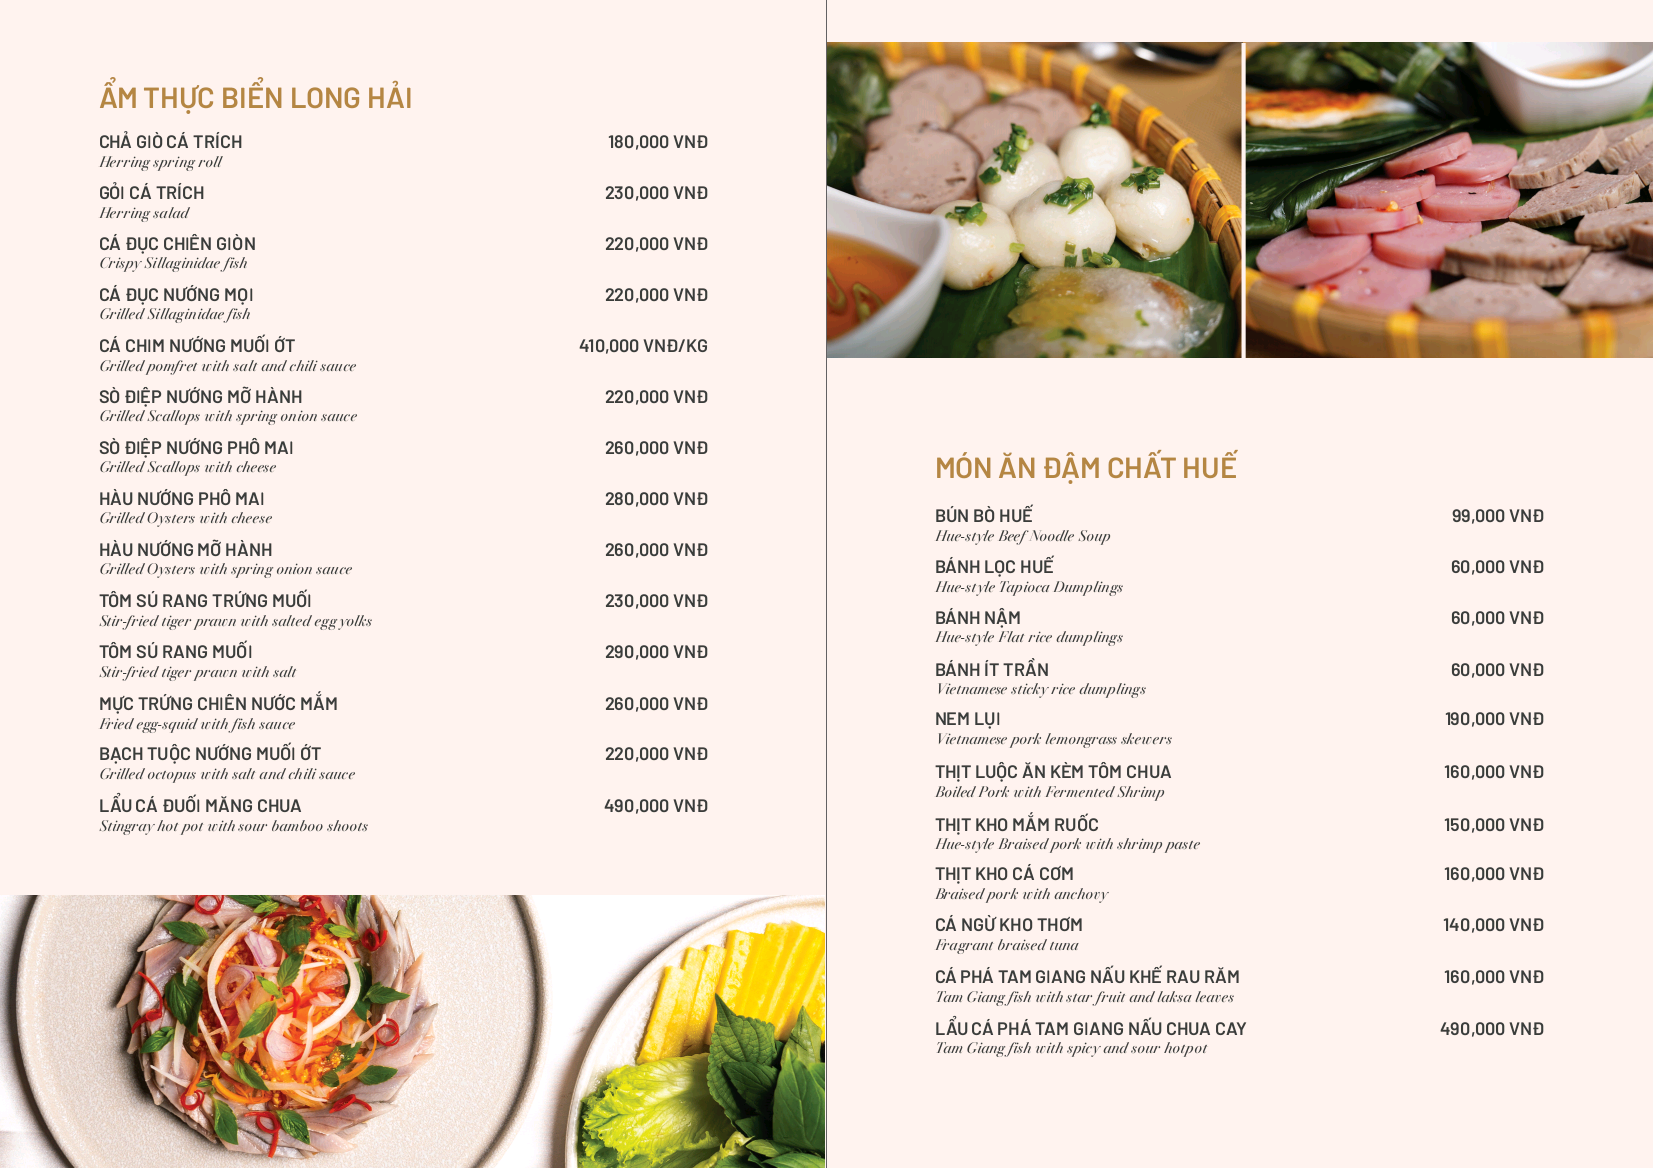 ẨM THỰC BIỂN LONG HẢI
CHẢ GIÒ CÁ TRÍCH 180,000 VNĐ
Herring spring roll
GỎI CÁ TRÍCH 230,000 VNĐ
Herring salad
CÁ ĐỤC CHIÊN GIÒN 220,000 VNĐ
Crispy Sillaginidae fish
CÁ ĐỤC NƯỚNG MỌI 220,000 VNĐ
Grilled Sillaginidae fish
CÁ CHIM NƯỚNG MUỐI ỚT 410,000 VNĐ/KG
Grilled pomfret with salt and chili sauce
SÒ ĐIỆP NƯỚNG MỠ HÀNH 220,000 VNĐ
Grilled Scallops with spring onion sauce
SÒ ĐIỆP NƯỚNG PHÔ MAI 260,000 VNĐ
Grilled Scallops with cheese
HÀU NƯỚNG PHÔ MAI 280,000 VNĐ
Grilled Oysters with cheese
HÀU NƯỚNG MỠ HÀNH 260,000 VNĐ
Grilled Oysters with spring onion sauce
TÔM SÚ RANG TRỨNG MUỐI 230,000 VNĐ
Stir-fried tiger prawn with salted egg yolks
TÔM SÚ RANG MUỐI 290,000 VNĐ
Stir-fried tiger prawn with salt
MỰC TRỨNG CHIÊN NƯỚC MẮM 260,000 VNĐ
Fried egg-squid with fish sauce
BẠCH TUỘC NƯỚNG MUỐI ỚT 220,000 VNĐ
Grilled octopus with salt and chili sauce
LẨU CÁ ĐUỐI MĂNG CHUA 490,000 VNĐ
Stingray hot pot with sour bamboo shoots
MÓN ĂN ĐẬM CHẤT HUẾ
BÚN BÒ HUẾ 99,000 VNĐ
Hue-style Beef Noodle Soup
BÁNH LỌC HUẾ 60,000 VNĐ
Hue-style Tapioca Dumplings
BÁNH NẬM 60,000 VNĐ
Hue-style Flat rice dumplings
BÁNH ÍT TRẦN 60,000 VNĐ
Vietnamese sticky rice dumplings
NEM LỤI 190,000 VNĐ
Vietnamese pork lemongrass skewers
THỊT LUỘC ĂN KÈM TÔM CHUA 160,000 VNĐ
Boiled Pork with Fermented Shrimp
THỊT KHO MẮM RUỐC 150,000 VNĐ
Hue-style Braised pork with shrimp paste
THỊT KHO CÁ CƠM 160,000 VNĐ
Braised pork with anchovy
CÁ NGỪ KHO THƠM 140,000 VNĐ
Fragrant braised tuna
CÁ PHÁ TAM GIANG NẤU KHẾ RAU RĂM 160,000 VNĐ
Tam Giang fish with star fruit and laksa leaves
LẨU CÁ PHÁ TAM GIANG NẤU CHUA CAY 490,000 VNĐ
Tam Giang fish with spicy and sour hotpot